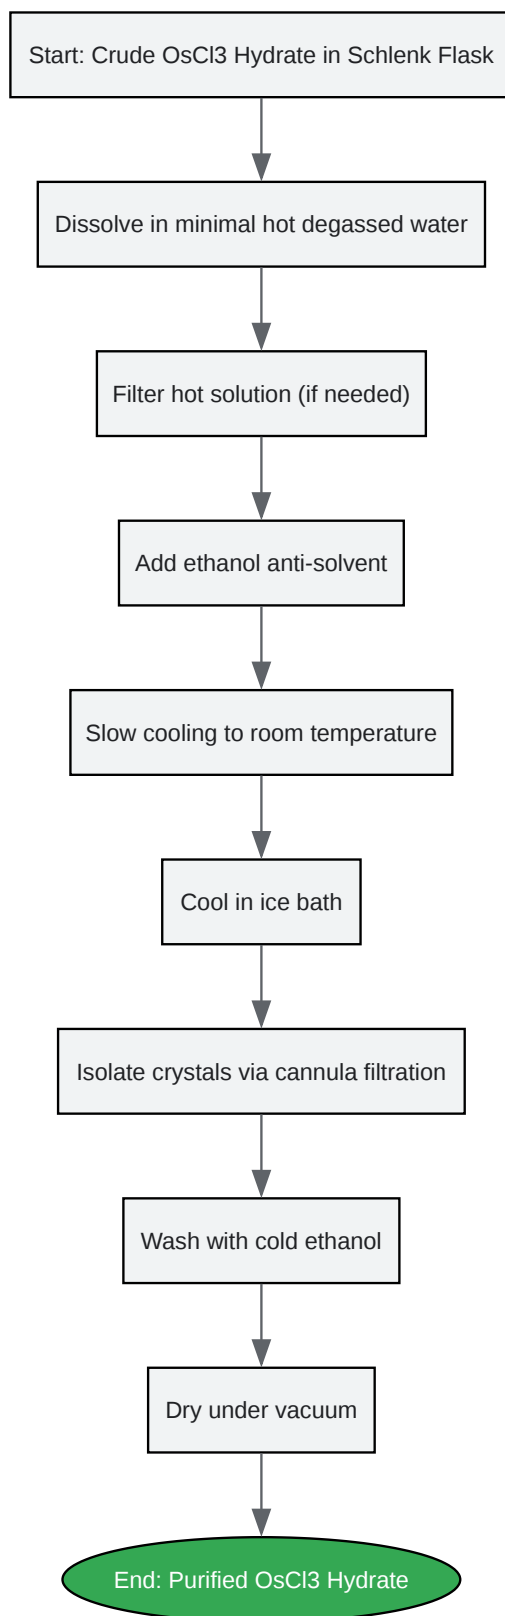 Start: Crude OsCl3 Hydrate in Schlenk Flask
Dissolve in minimal hot degassed water
Filter hot solution (if needed)
Add ethanol anti-solvent
Slow cooling to room temperature
Cool in ice bath
Isolate crystals via cannula filtration
Wash with cold ethanol
Dry under vacuum
End: Purified OsCl3 Hydrate